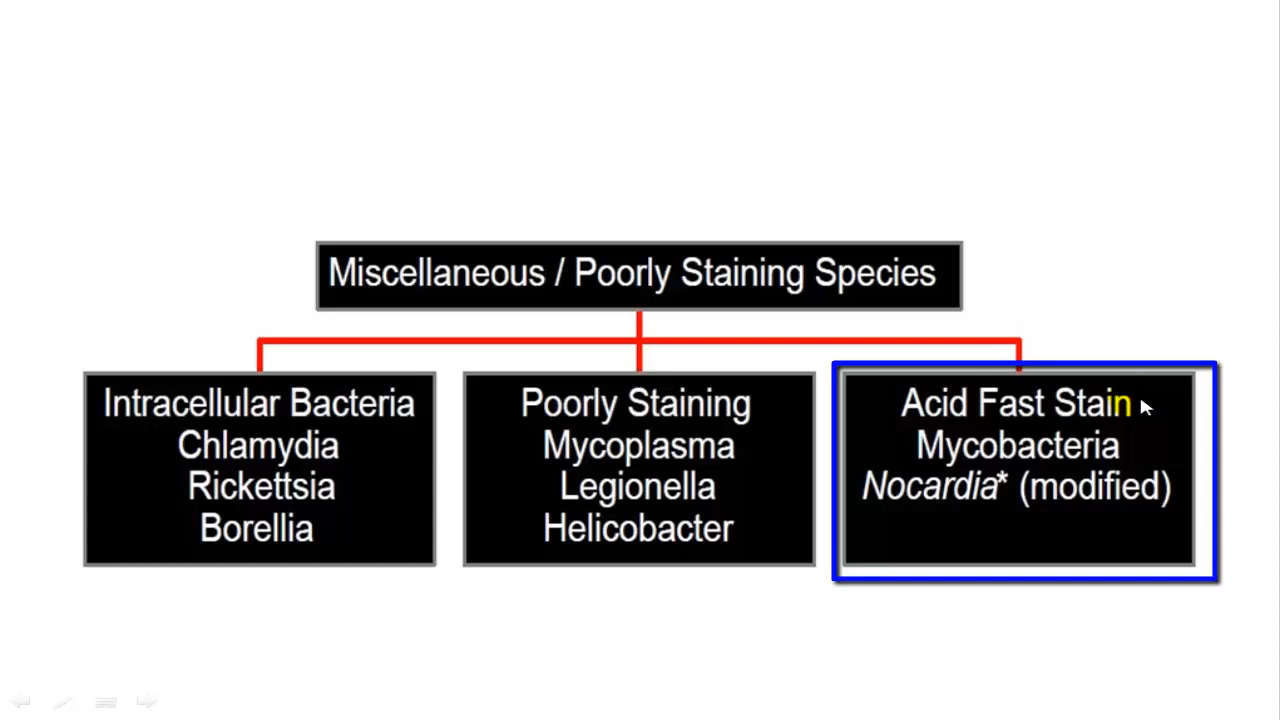 Miscellaneous / Poorly Staining Species
Intracellular Bacteria
Chlamydia
Rickettsia
Borellia
Poorly Staining
Mycoplasma
Legionella
Helicobacter
Acid Fast Stain
Mycobacteria
Nocardia* (modified)